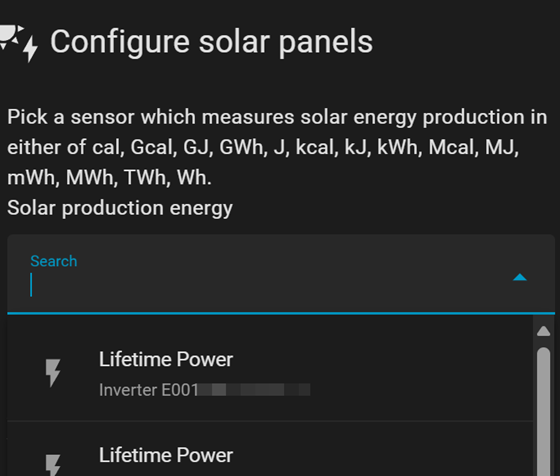 Configure solar panels
Pick a sensor which measures solar energy production in
either of cal, Gcal, GJ, GWh, J, kcal, kJ, kWh, Mcal, MJ,
mWh, MWh, TWh, Wh.
Solar production energy
Search
Lifetime Power
Inverter E001
Lifetime Power